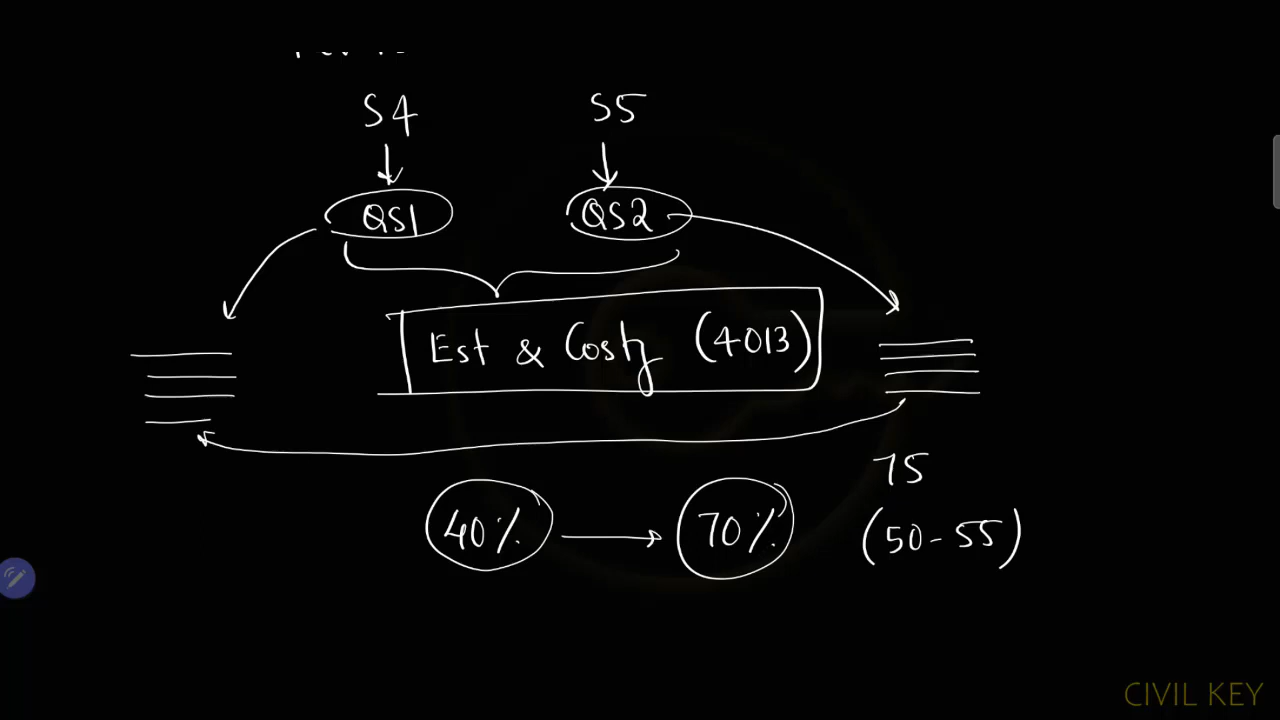 S4 S5
QS1 QS2
Est & Costg (4013)
75
40% 70% (50-55)
CIVIL KEY